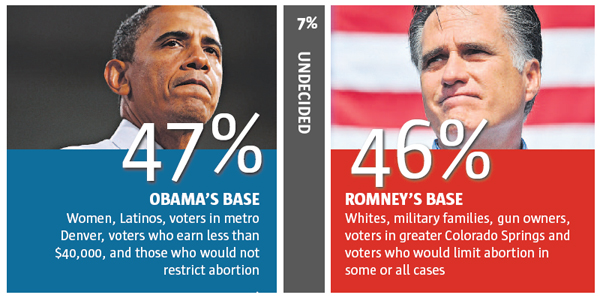 47%
OBAMA'S BASE
Women, Latinos, voters in metro
Denver, voters who earn less than
$40,000, and those who would not
restrict abortion
7%
UNDECIDED
46%
ROMNEY'S BASE
Whites, military families, gun owners,
voters in greater Colorado Springs and
voters who would limit abortion in
some or all cases